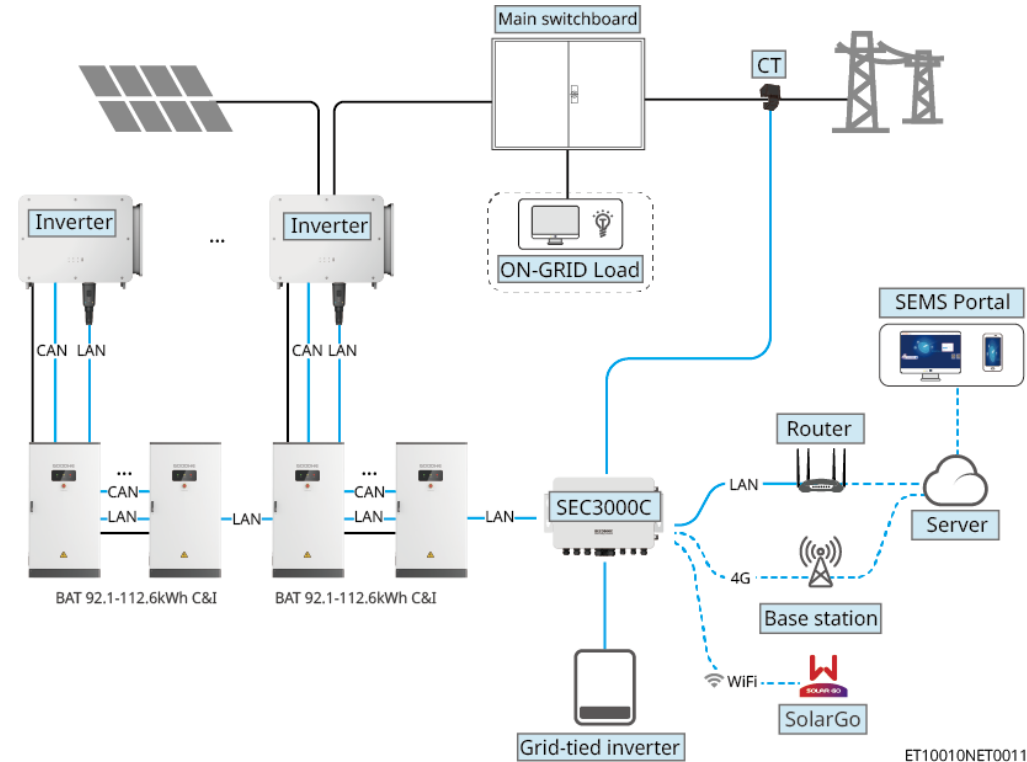 Main switchboard
CT
Inverter
...
Inverter
ON-GRID Load
SEMS Portal
CAN LAN
CAN LAN
Router
... CAN LAN
LAN
... CAN LAN
LAN
SEC3000C
LAN
Server
4G
BAT 92.1-112.6kWh C&I
BAT 92.1-112.6kWh C&I
Base station
WiFi
SOLAR-GO
SolarGo
Grid-tied inverter
ET10010NET0011